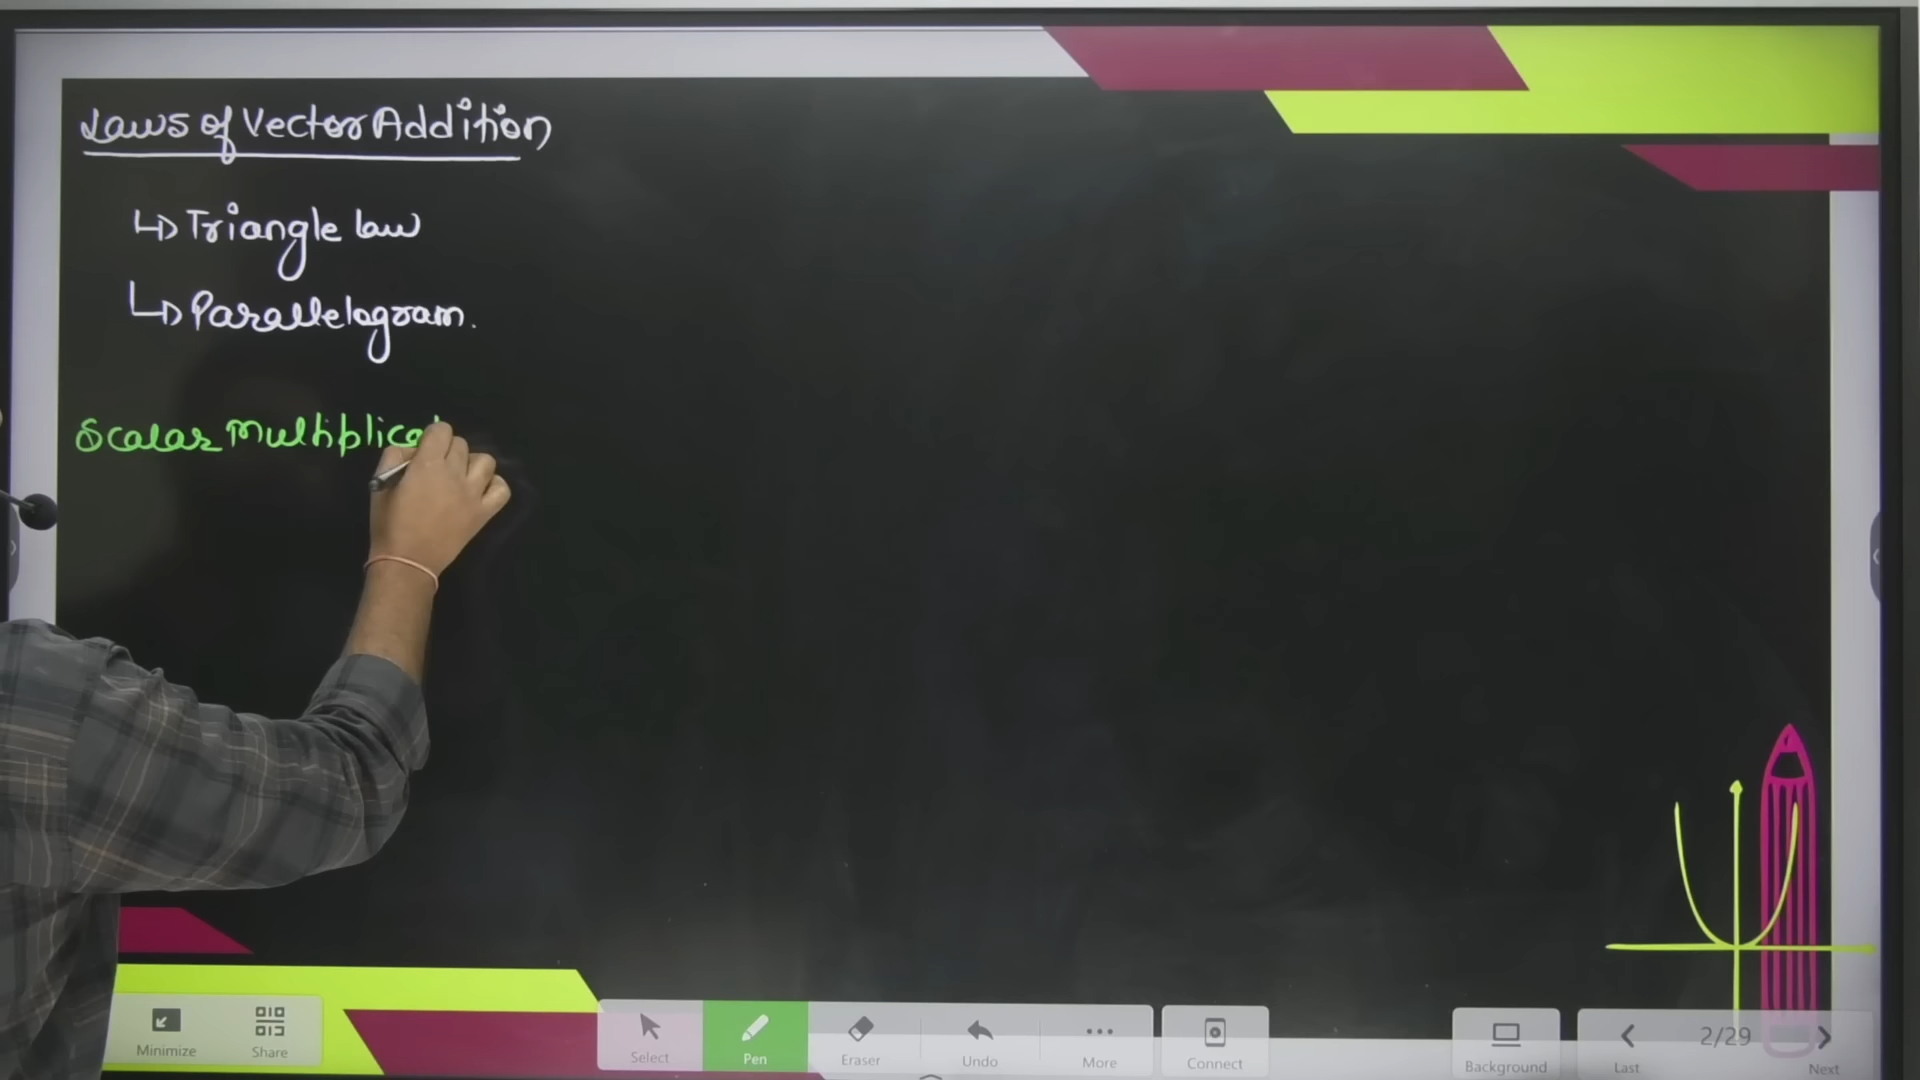 Laws of Vector Addition
↳ Triangle law
↳ Parallelogram.
Scalar
Minimize
Share
Select
Pen
Eraser
Undo
More
Connect
Background
Last
2/29
Next